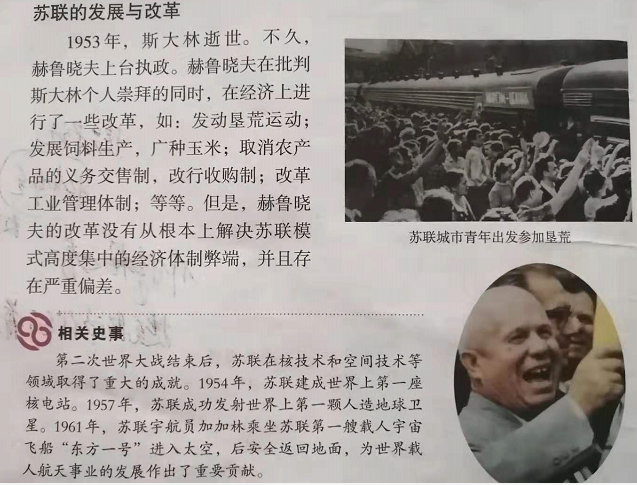 苏联的发展与改革
1953年，斯大林逝世。不久，
赫鲁晓夫上台执政。赫鲁晓夫在批判
斯大林个人崇拜的同时，在经济上进
行了一些改革，如：发动垦荒运动；
发展饲料生产，广种玉米；取消农产
品的义务交售制，改行收购制；改革
工业管理体制；等等。但是，赫鲁晓
夫的改革没有从根本上解决苏联模
式高度集中的经济体制弊端，并且存
在严重偏差。
苏联城市青年出发参加垦荒
相关史事
第二次世界大战结束后，苏联在核技术和空间技术等
领域取得了重大的成就。1954年，苏联建成世界上第一座
核电站。1957年，苏联成功发射世界上第一颗人造地球卫
星。1961年，苏联宇航员加加林乘坐苏联第一艘载人宇宙
飞船“东方一号”进入太空，后安全返回地面，为世界载
人航天事业的发展作出了重要贡献。